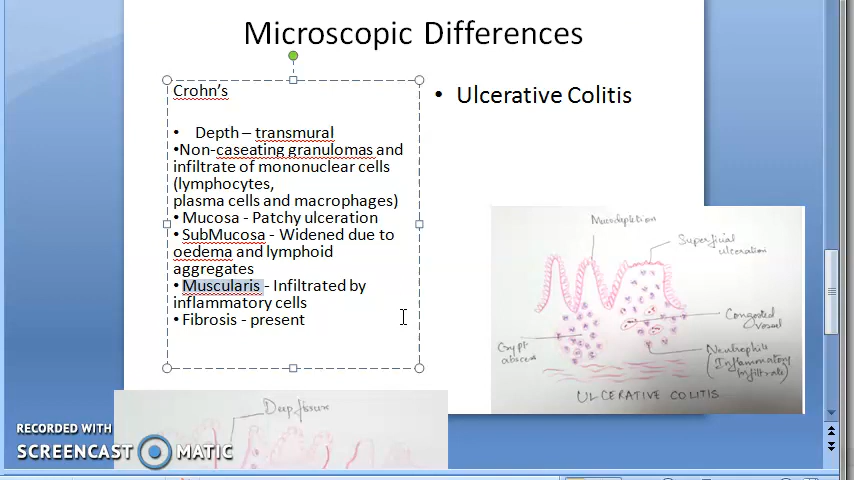 Microscopic Differences
Crohn's
• Depth – transmural
•Non-caseating granulomas and
infiltrate of mononuclear cells
(lymphocytes,
plasma cells and macrophages)
• Mucosa - Patchy ulceration
• SubMucosa - Widened due to
oedema and lymphoid
aggregates
• Muscularis - Infiltrated by
inflammatory cells
• Fibrosis - present
• Ulcerative Colitis
Mucodepletion
Superficial
ulceration
Congested
vessel
Crypt
abscess
Neutrophils
(Inflammatory
infiltrate)
ULCERATIVE COLITIS
Deep fissure
RECORDED WITH
SCREENCAST MATIC